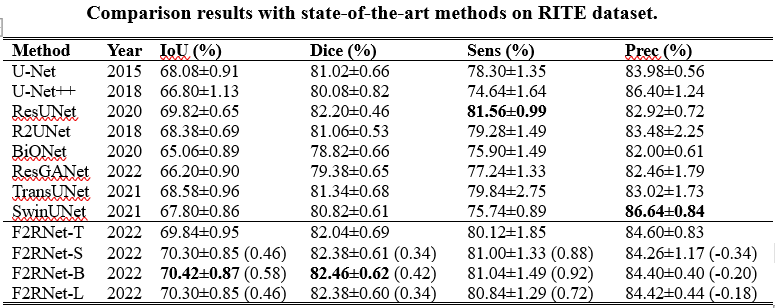 Comparison results with state-of-the-art methods on RITE dataset.
Method Year IoU (%) Dice (%) Sens (%) Prec (%)
U-Net 2015 68.08±0.91 81.02±0.66 78.30±1.35 83.98±0.56
U-Net++ 2018 66.80±1.13 80.08±0.82 74.64±1.64 86.40±1.24
ResUNet 2020 69.82±0.65 82.20±0.46 81.56±0.99 82.92±0.72
R2UNet 2018 68.38±0.69 81.06±0.53 79.28±1.49 83.48±2.25
BiONet 2020 65.06±0.89 78.82±0.66 75.90±1.49 82.00±0.61
ResGANet 2022 66.20±0.90 79.38±0.65 77.24±1.33 82.46±1.79
TransUNet 2021 68.58±0.96 81.34±0.68 79.84±2.75 83.02±1.73
SwinUNet 2021 67.80±0.86 80.82±0.61 75.74±0.89 86.64±0.84
F2RNet-T 2022 69.84±0.95 82.04±0.69 80.12±1.85 84.60±0.83
F2RNet-S 2022 70.30±0.85 (0.46) 82.38±0.61 (0.34) 81.00±1.33 (0.88) 84.26±1.17 (-0.34)
F2RNet-B 2022 70.42±0.87 (0.58) 82.46±0.62 (0.42) 81.04±1.49 (0.92) 84.40±0.40 (-0.20)
F2RNet-L 2022 70.30±0.85 (0.46) 82.38±0.60 (0.34) 80.84±1.29 (0.72) 84.42±0.44 (-0.18)